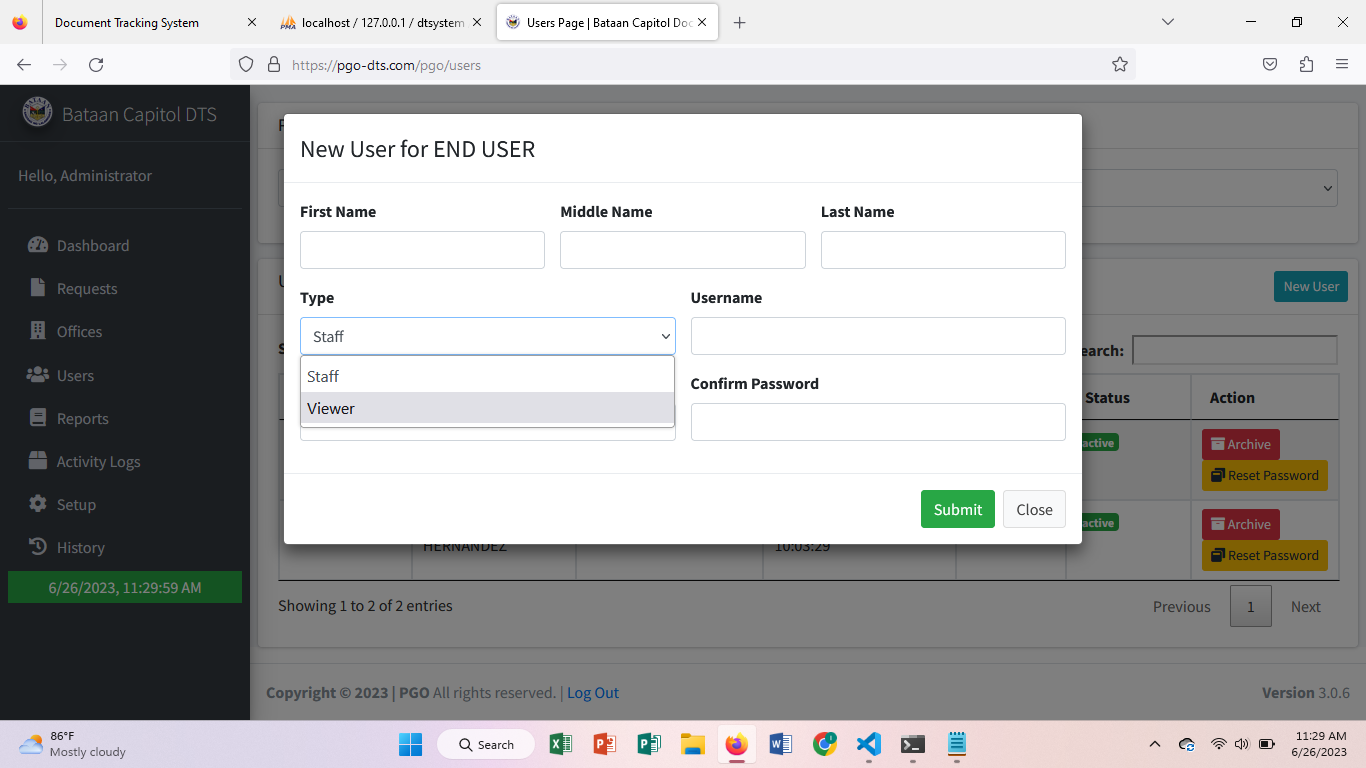 Document Tracking System
localhost / 127.0.0.1 / dtsystem
Users Page | Bataan Capitol Doc
https://pgo-dts.com/pgo/users
Bataan Capitol DTS
Hello, Administrator
Dashboard
Requests
Offices
Users
Reports
Activity Logs
Setup
History
6/26/2023, 11:29:59 AM
New User for END USER
First Name
Middle Name
Last Name
Type
Username
Staff
Staff
Viewer
Confirm Password
Submit
Close
New User
earch:
Status
Action
active
Archive
Reset Password
active
Archive
HERNANDEZ
10:03:29
Reset Password
Showing 1 to 2 of 2 entries
Previous
1
Next
Copyright © 2023 | PGO All rights reserved. | Log Out
Version 3.0.6
86°F
Mostly cloudy
Search
11:29 AM
6/26/2023